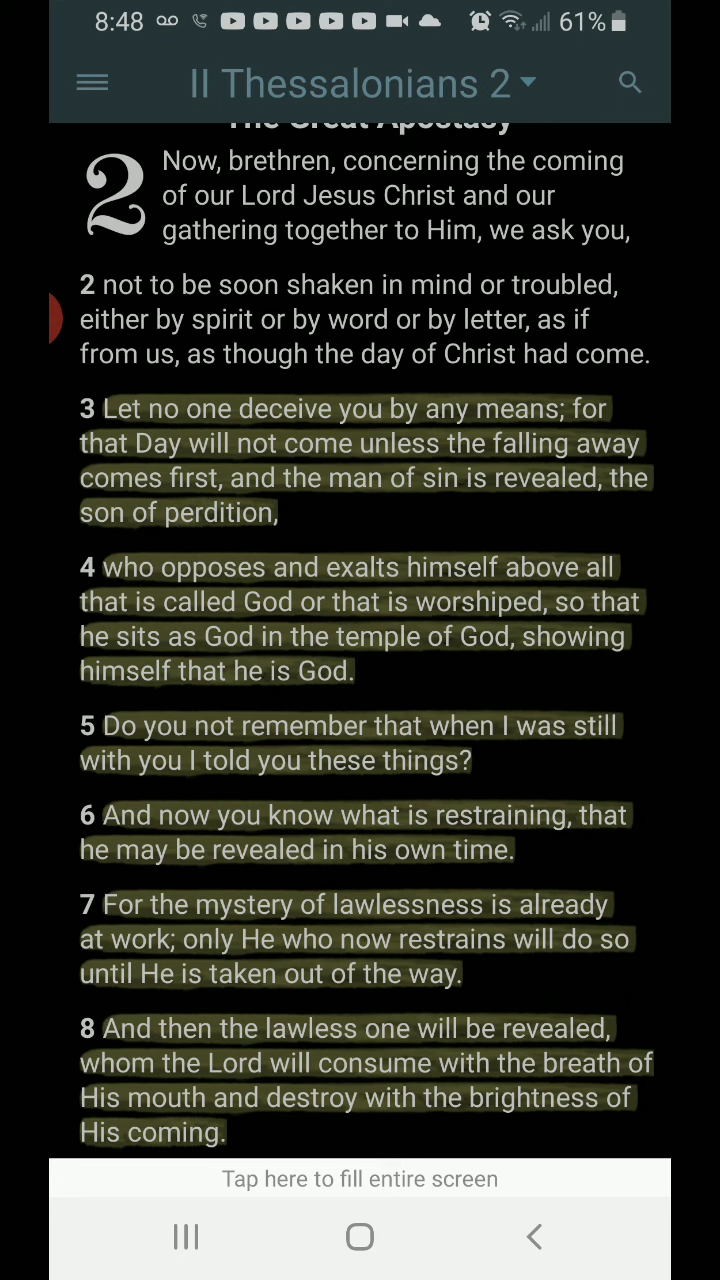 8:48 61%
II Thessalonians 2
The Great Apostasy
2 Now, brethren, concerning the coming
of our Lord Jesus Christ and our
gathering together to Him, we ask you,
2 not to be soon shaken in mind or troubled,
either by spirit or by word or by letter, as if
from us, as though the day of Christ had come.
3 Let no one deceive you by any means; for
that Day will not come unless the falling away
comes first, and the man of sin is revealed, the
son of perdition,
4 who opposes and exalts himself above all
that is called God or that is worshiped, so that
he sits as God in the temple of God, showing
himself that he is God.
5 Do you not remember that when I was still
with you I told you these things?
6 And now you know what is restraining, that
he may be revealed in his own time.
7 For the mystery of lawlessness is already
at work; only He who now restrains will do so
until He is taken out of the way.
8 And then the lawless one will be revealed,
whom the Lord will consume with the breath of
His mouth and destroy with the brightness of
His coming.
Tap here to fill entire screen